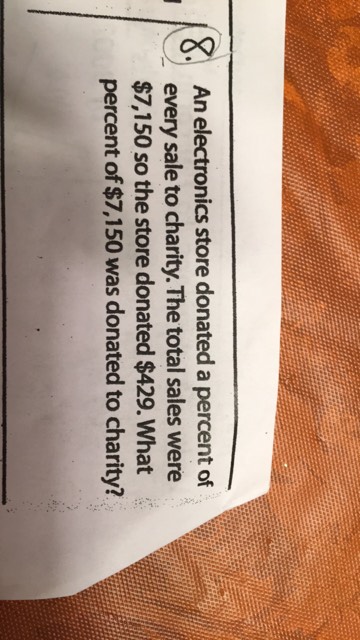 8. An electronics store donated a percent of
every sale to charity. The total sales were
$7,150 so the store donated $429. What
percent of $7,150 was donated to charity?